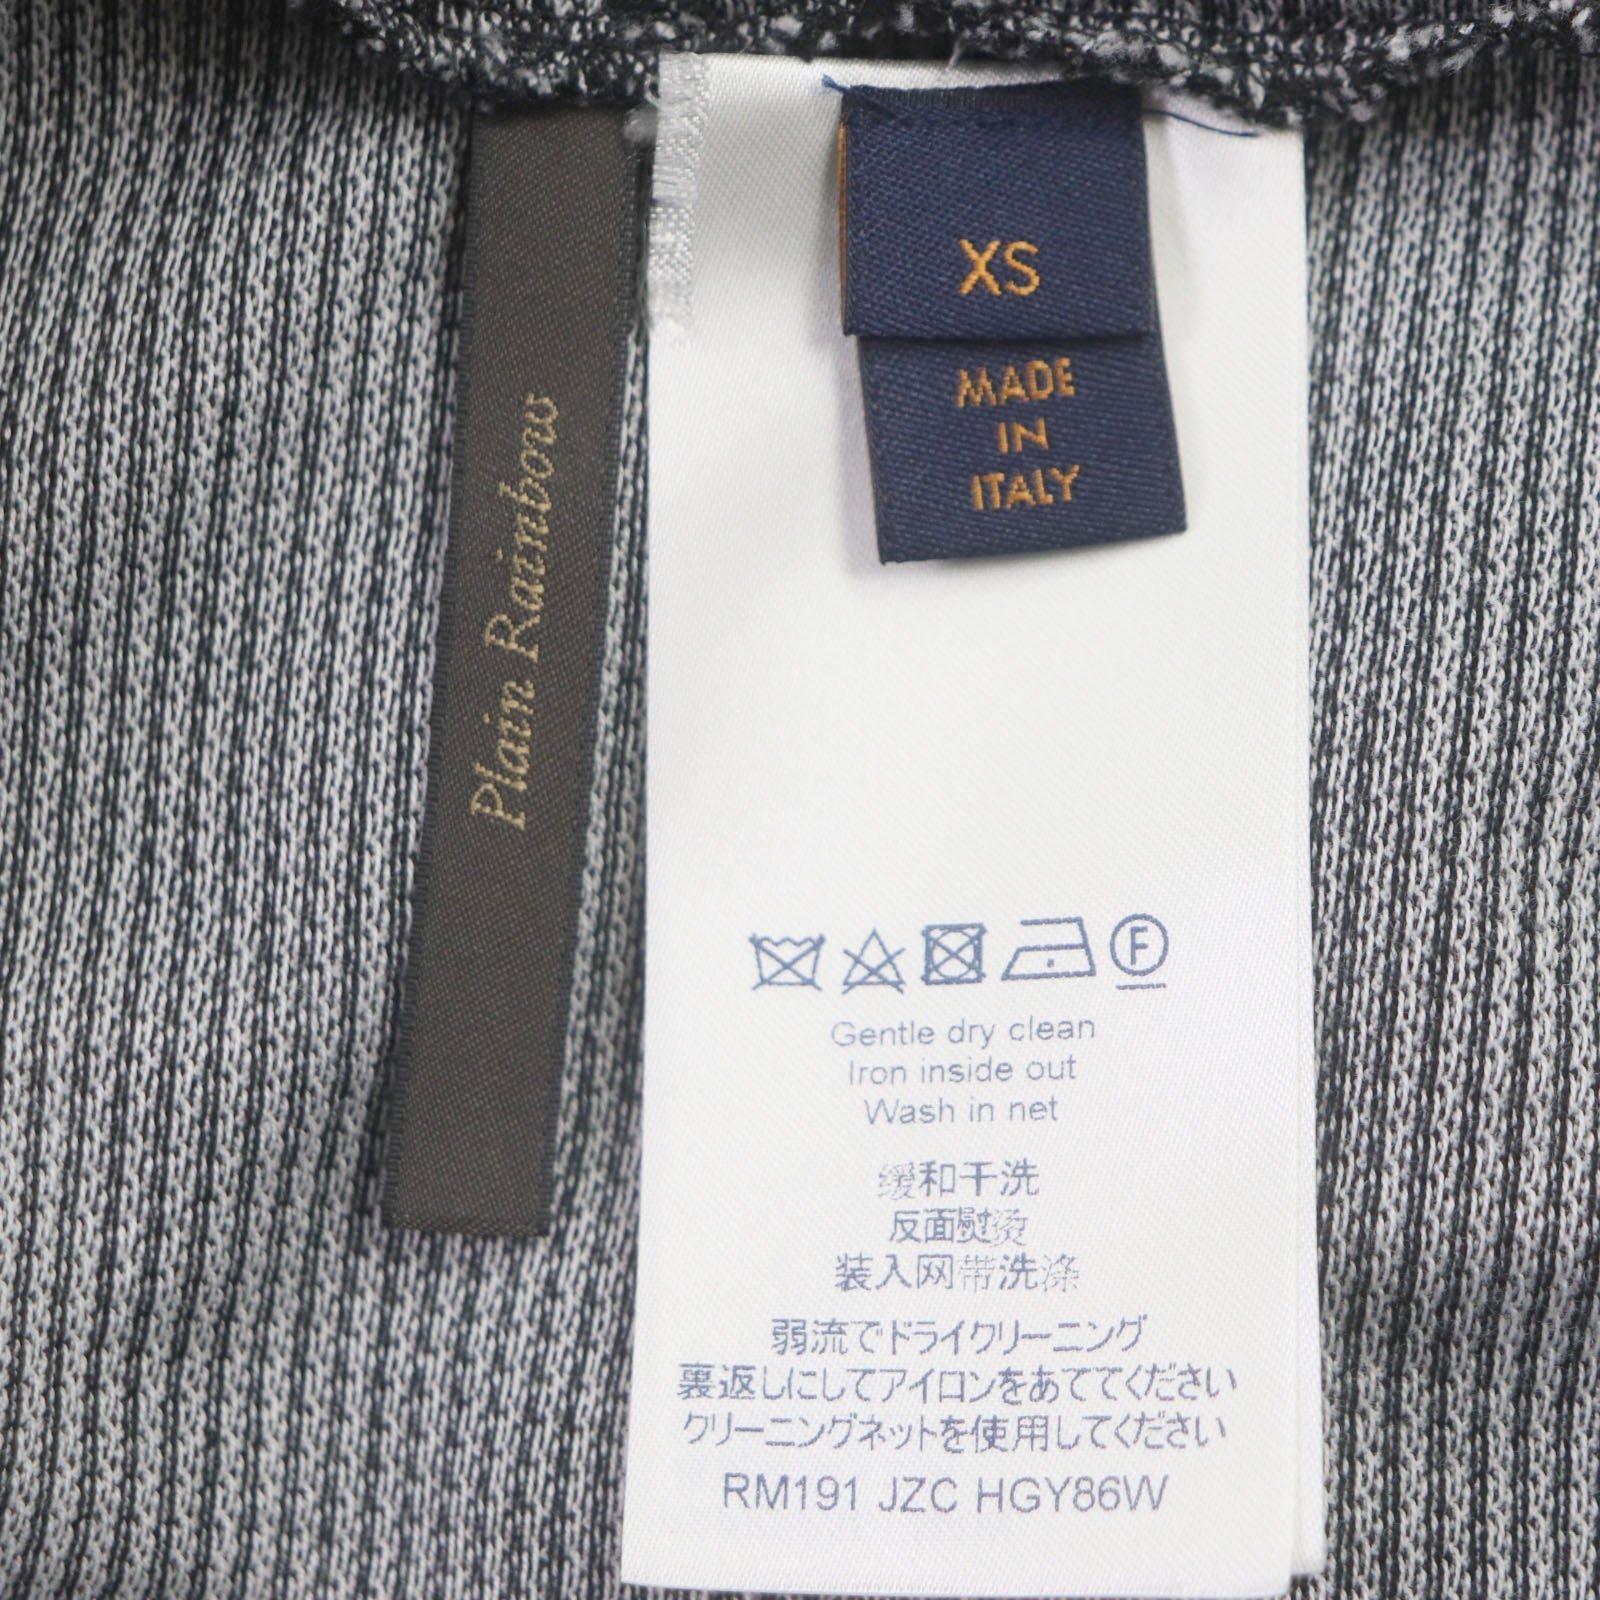 Plain Rainbow
XS
MADE
IN
ITALY
F
Gentle dry clean
Iron inside out
Wash in net
缓和干洗
反面熨烫
装入网带洗涤
弱流でドライクリーニング
裏返しにしてアイロンをあててください
クリーニングネットを使用してください
RM191 JZC HGY86W